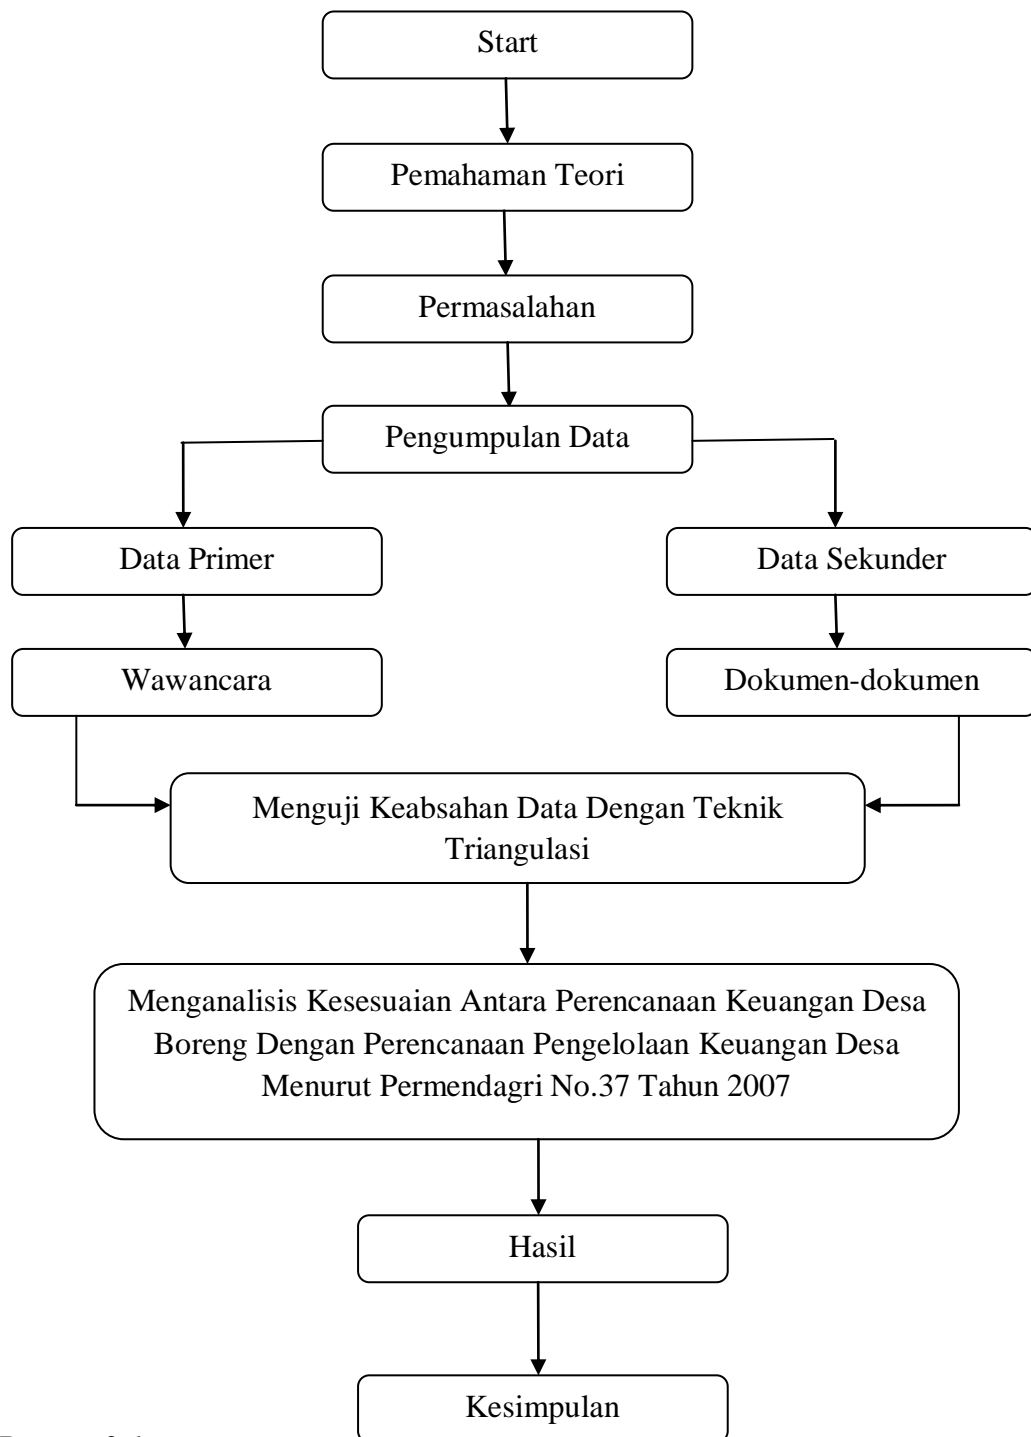 Start
Pemahaman Teori
Permasalahan
Pengumpulan Data
Data Primer
Data Sekunder
Wawancara
Dokumen-dokumen
Menguji Keabsahan Data Dengan Teknik
Triangulasi
Menganalisis Kesesuaian Antara Perencanaan Keuangan Desa
Boreng Dengan Perencanaan Pengelolaan Keuangan Desa
Menurut Permendagri No.37 Tahun 2007
Hasil
Kesimpulan